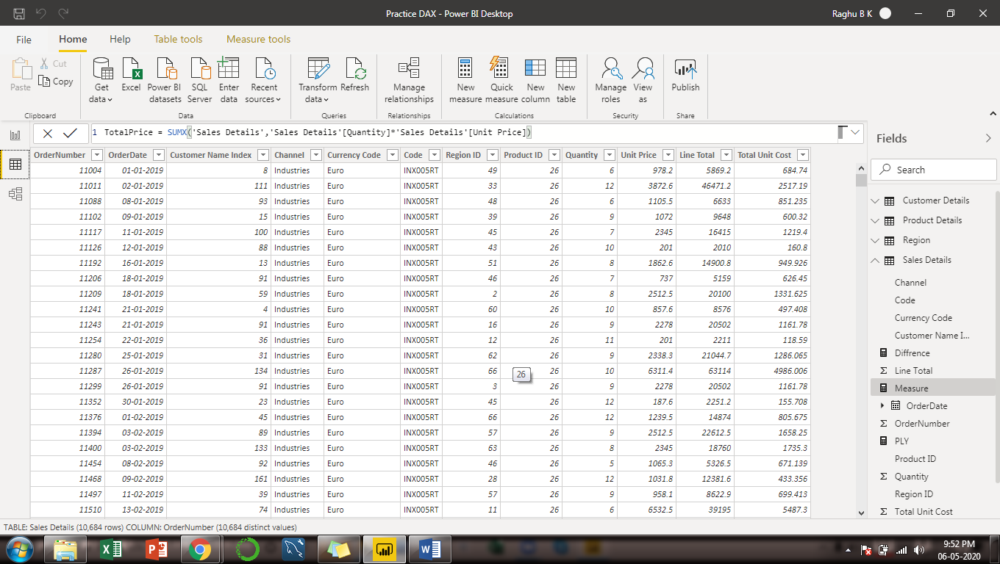 Practice DAX - Power BI Desktop
Raghu B K
File Home Help Table tools Measure tools
Paste
Cut
Copy
Get data
Excel
Power BI datasets
SQL Server
Enter data
Recent sources
Transform data
Refresh
Manage relationships
New measure
Quick measure
New column
New table
Manage roles
View as
Publish
Clipboard Data Queries Relationships Calculations Security Share
1 TotalPrice = SUMX('Sales Details','Sales Details'[Quantity]*'Sales Details'[Unit Price])
OrderNumber OrderDate Customer Name Index Channel Currency Code Code Region ID Product ID Quantity Unit Price Line Total Total Unit Cost
11004 01-01-2019 8 Industries Euro INX005RT 49 26 6 978.2 5869.2 684.74
11011 02-01-2019 111 Industries Euro INX005RT 33 26 12 3872.6 46471.2 2517.19
11088 08-01-2019 93 Industries Euro INX005RT 48 26 6 1105.5 6633 851.235
11102 09-01-2019 15 Industries Euro INX005RT 39 26 9 1072 9648 600.32
11117 11-01-2019 100 Industries Euro INX005RT 45 26 7 2345 16415 1219.4
11126 12-01-2019 88 Industries Euro INX005RT 43 26 10 201 2010 160.8
11192 16-01-2019 13 Industries Euro INX005RT 51 26 8 1862.6 14900.8 949.926
11206 18-01-2019 91 Industries Euro INX005RT 46 26 7 737 5159 626.45
11209 18-01-2019 59 Industries Euro INX005RT 2 26 8 2512.5 20100 1331.625
11241 21-01-2019 4 Industries Euro INX005RT 60 26 10 857.6 8576 497.408
11243 21-01-2019 91 Industries Euro INX005RT 16 26 9 2278 20502 1161.78
11254 22-01-2019 36 Industries Euro INX005RT 12 26 11 201 2211 118.59
11280 25-01-2019 31 Industries Euro INX005RT 62 26 9 2338.3 21044.7 1286.065
11287 26-01-2019 134 Industries Euro INX005RT 66 26 10 6311.4 63114 4986.006
26
11299 26-01-2019 91 Industries Euro INX005RT 3 26 9 2278 20502 1161.78
11352 30-01-2019 23 Industries Euro INX005RT 45 26 12 187.6 2251.2 155.708
11376 01-02-2019 45 Industries Euro INX005RT 66 26 12 1239.5 14874 805.675
11394 03-02-2019 89 Industries Euro INX005RT 57 26 9 2512.5 22612.5 1658.25
11400 03-02-2019 133 Industries Euro INX005RT 63 26 8 2345 18760 1735.3
11454 08-02-2019 92 Industries Euro INX005RT 46 26 5 1065.3 5326.5 671.139
11468 09-02-2019 161 Industries Euro INX005RT 28 26 12 1031.8 12381.6 433.356
11497 11-02-2019 39 Industries Euro INX005RT 57 26 9 958.1 8622.9 699.413
11510 13-02-2019 74 Industries Euro INX005RT 11 26 6 6532.5 39195 5487.3
Fields
Search
Customer Details
Product Details
Region
Sales Details
Channel
Code
Currency Code
Customer Name I...
Diffrence
Line Total
Measure
OrderDate
OrderNumber
PLY
Product ID
Quantity
Region ID
Total Unit Cost
TABLE: Sales Details (10,684 rows) COLUMN: OrderNumber (10,684 distinct values)
9:52 PM
06-05-2020